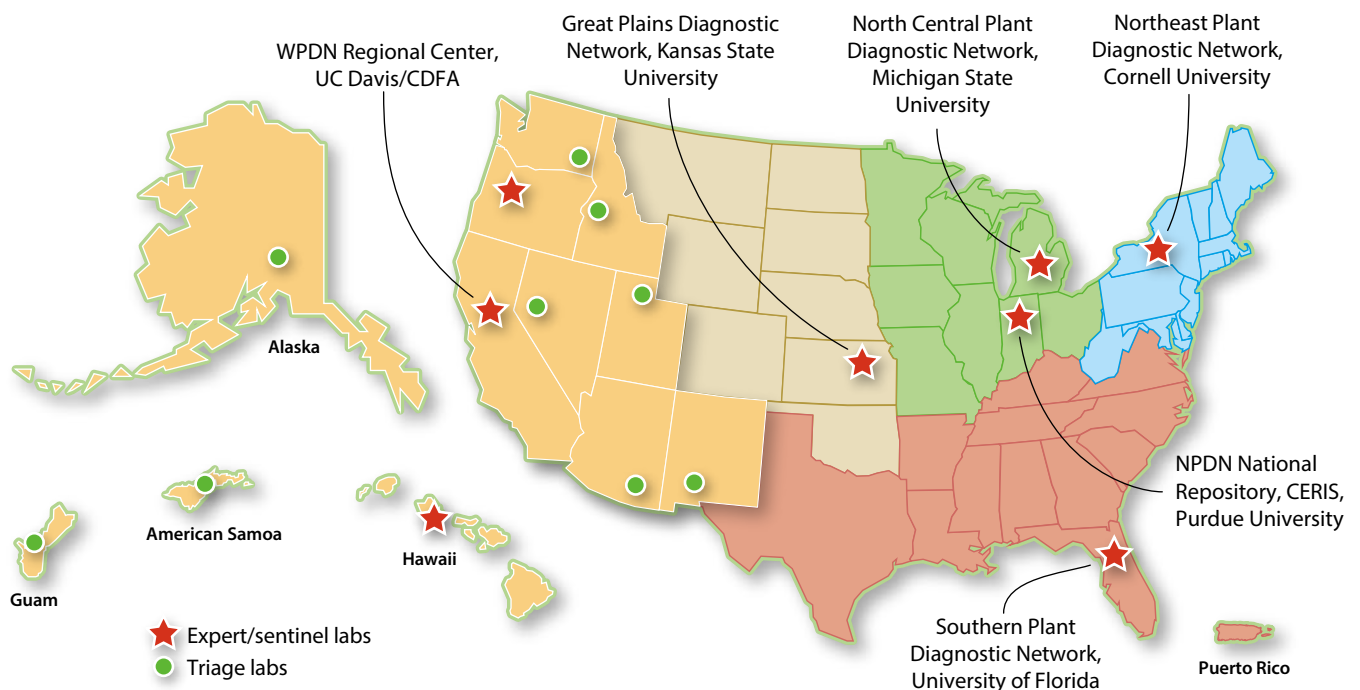 WPDN Regional Center,
UC Davis/CDFA
Great Plains Diagnostic
Network, Kansas State
University
North Central Plant
Diagnostic Network,
Michigan State
University
Northeast Plant
Diagnostic Network,
Cornell University
Alaska
American Samoa
Guam
Hawaii
NPDN National
Repository, CERIS,
Purdue University
Southern Plant
Diagnostic Network,
University of Florida
Puerto Rico
Expert/sentinel labs
Triage labs